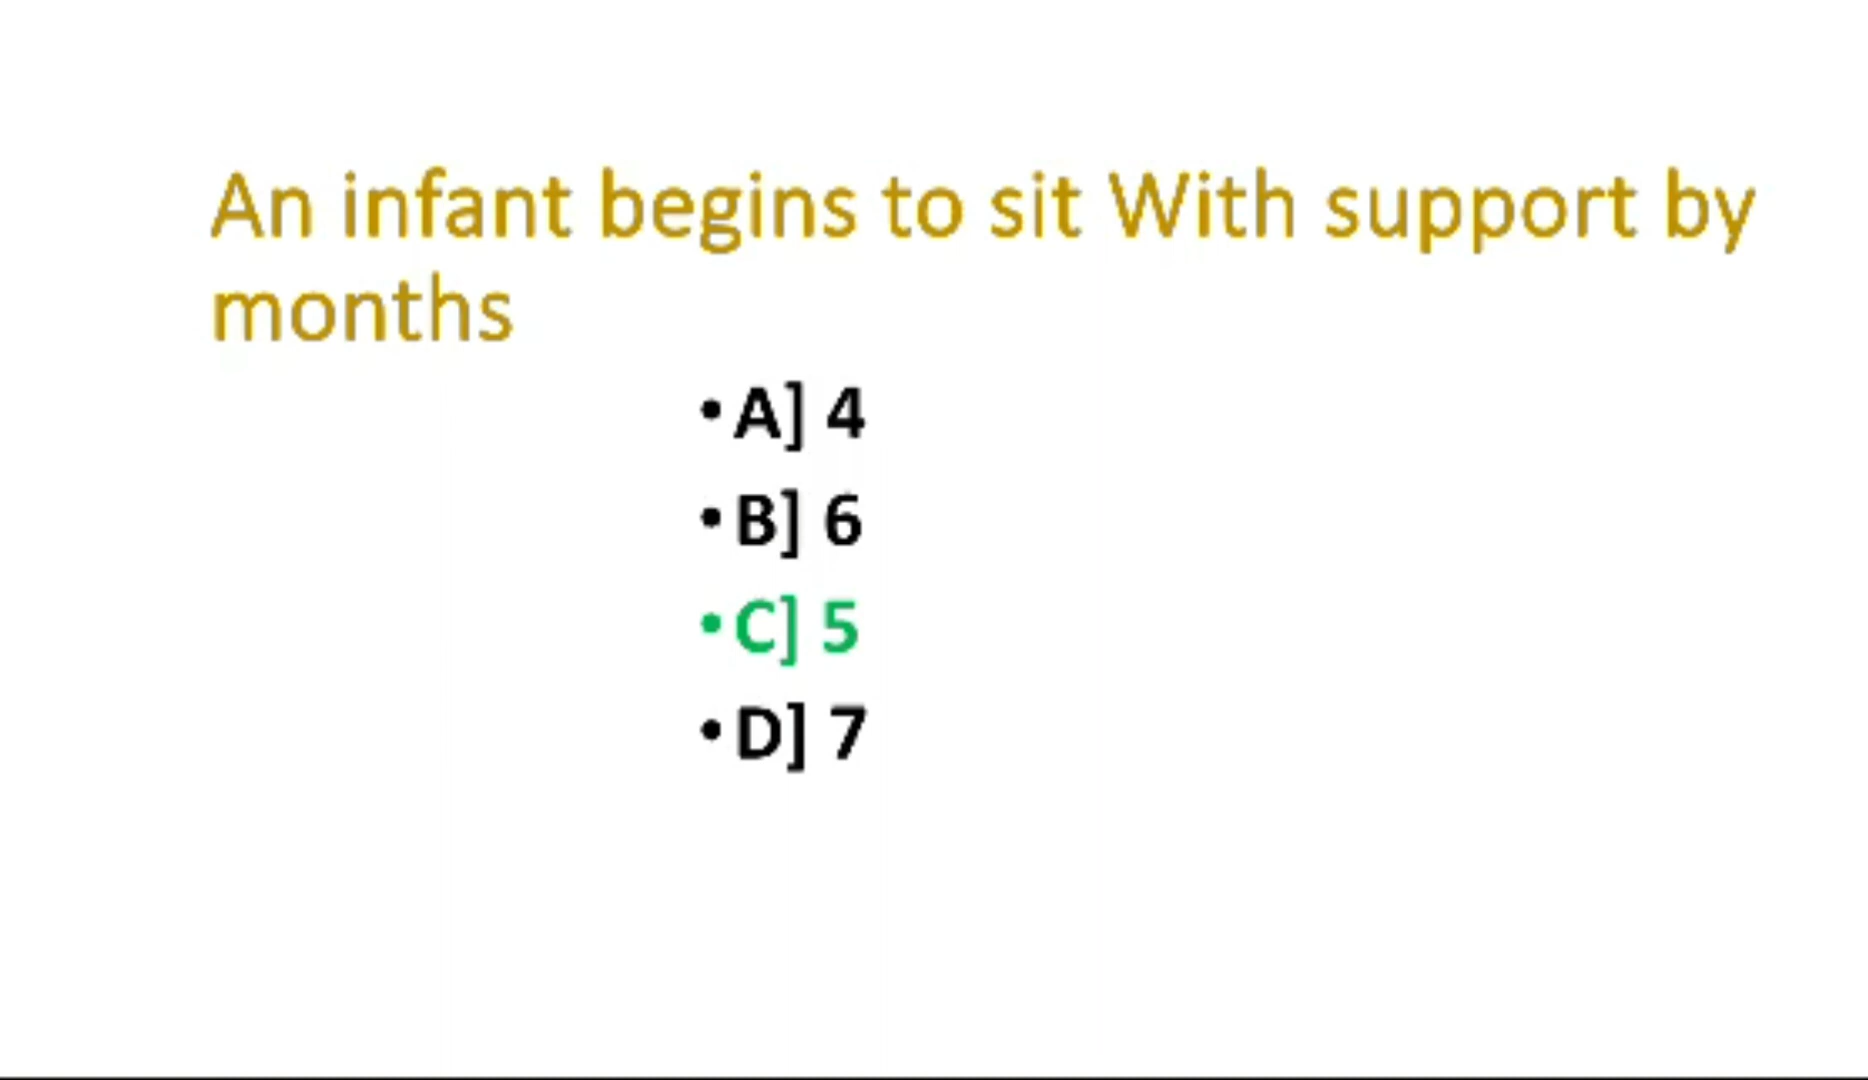 An infant begins to sit With support by
months
• A] 4
• B] 6
• C] 5
• D] 7